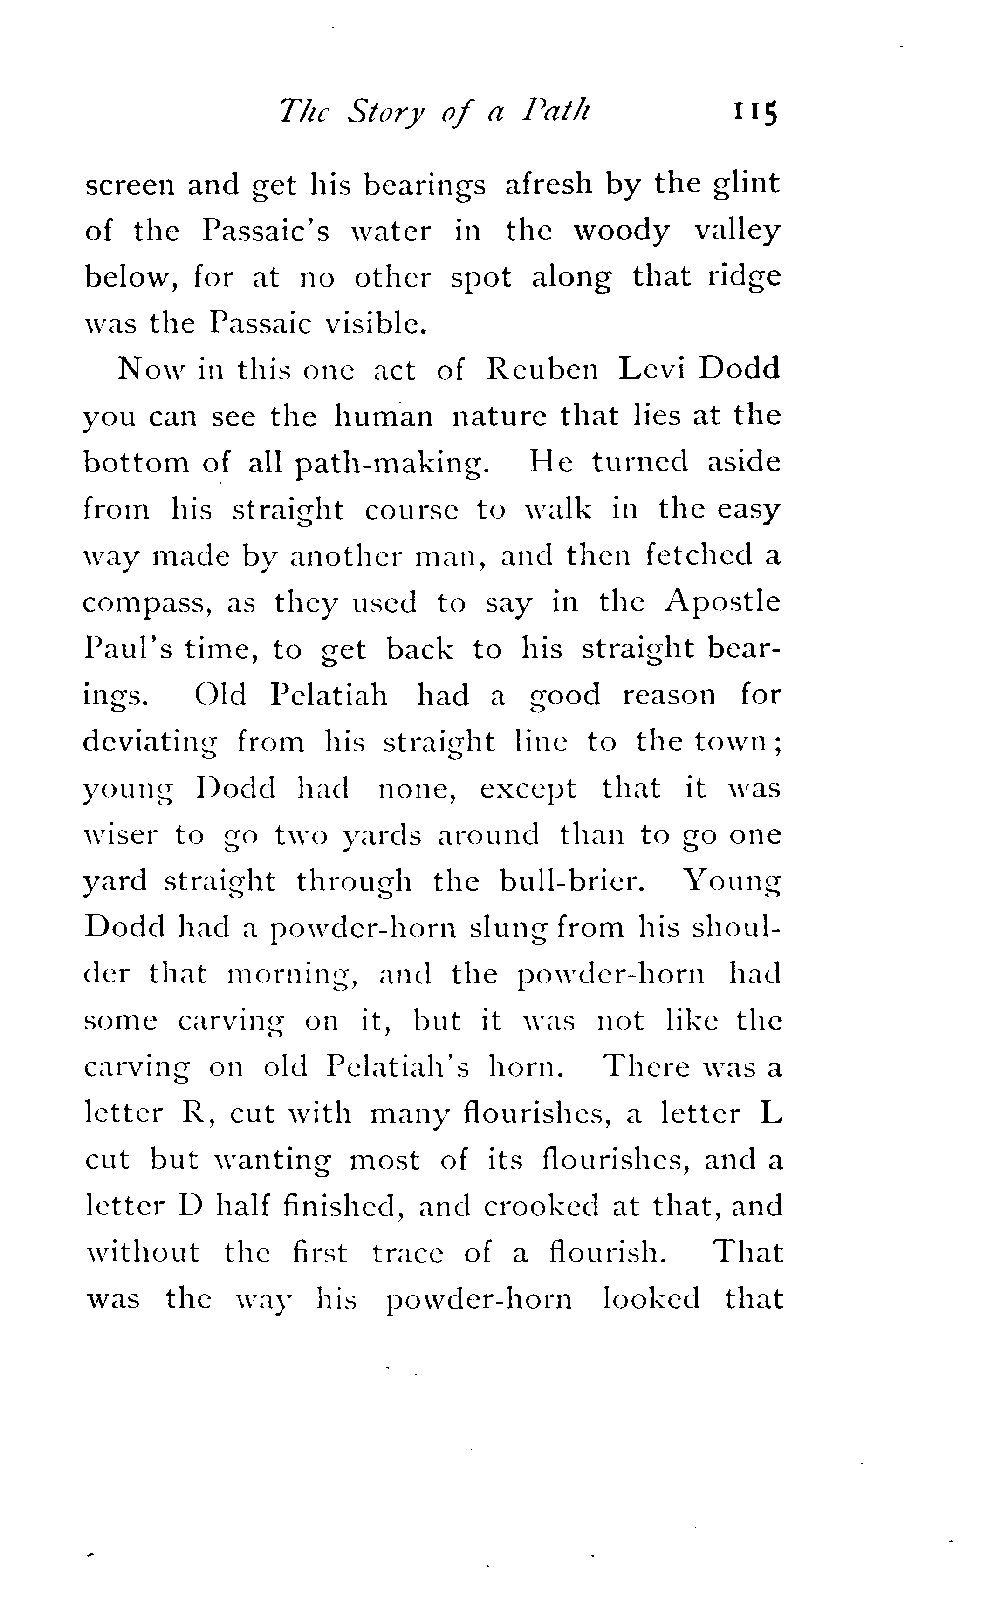 The Story of a Path 115
screen and get his bearings afresh by the glint
of the Passaic's water in the woody valley
below, for at no other spot along that ridge
was the Passaic visible.
Now in this one act of Reuben Levi Dodd
you can see the human nature that lies at the
bottom of all path-making. He turned aside
from his straight course to walk in the easy
way made by another man, and then fetched a
compass, as they used to say in the Apostle
Paul's time, to get back to his straight bear-
ings. Old Pelatiah had a good reason for
deviating from his straight line to the town;
young Dodd had none, except that it was
wiser to go two yards around than to go one
yard straight through the bull-brier. Young
Dodd had a powder-horn slung from his shoul-
der that morning, and the powder-horn had
some carving on it, but it was not like the
carving on old Pelatiah's horn. There was a
letter R, cut with many flourishes, a letter L
cut but wanting most of its flourishes, and a
letter D half finished, and crooked at that, and
without the first trace of a flourish. That
was the way his powder-horn looked that